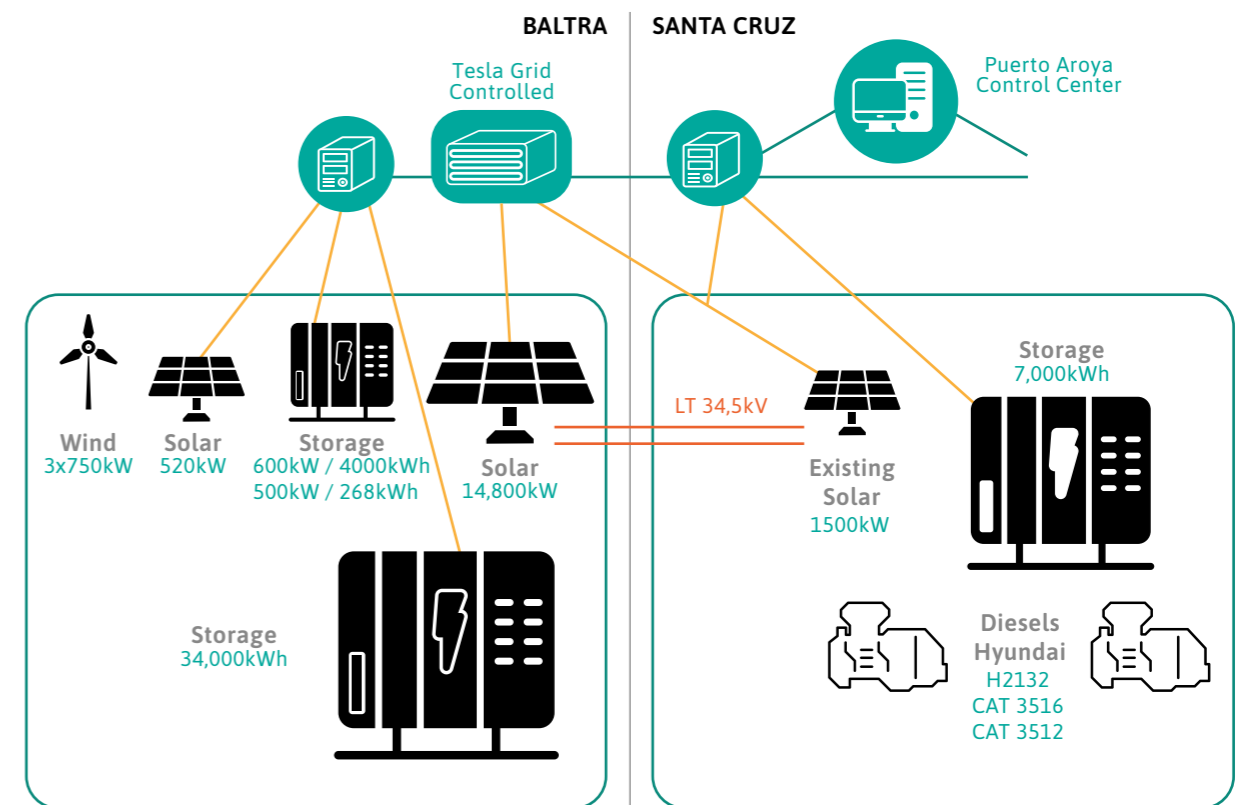 BALTRA
SANTA CRUZ
Tesla Grid
Controlled
Puerto Aroya
Control Center
Wind
3x750kW
Solar
520kW
Storage
600kW / 4000kWh
500kW / 268kWh
Solar
14,800kW
Storage
34,000kWh
LT 34,5kV
Existing
Solar
1500kW
Storage
7,000kWh
Diesels
Hyundai
H2132
CAT 3516
CAT 3512